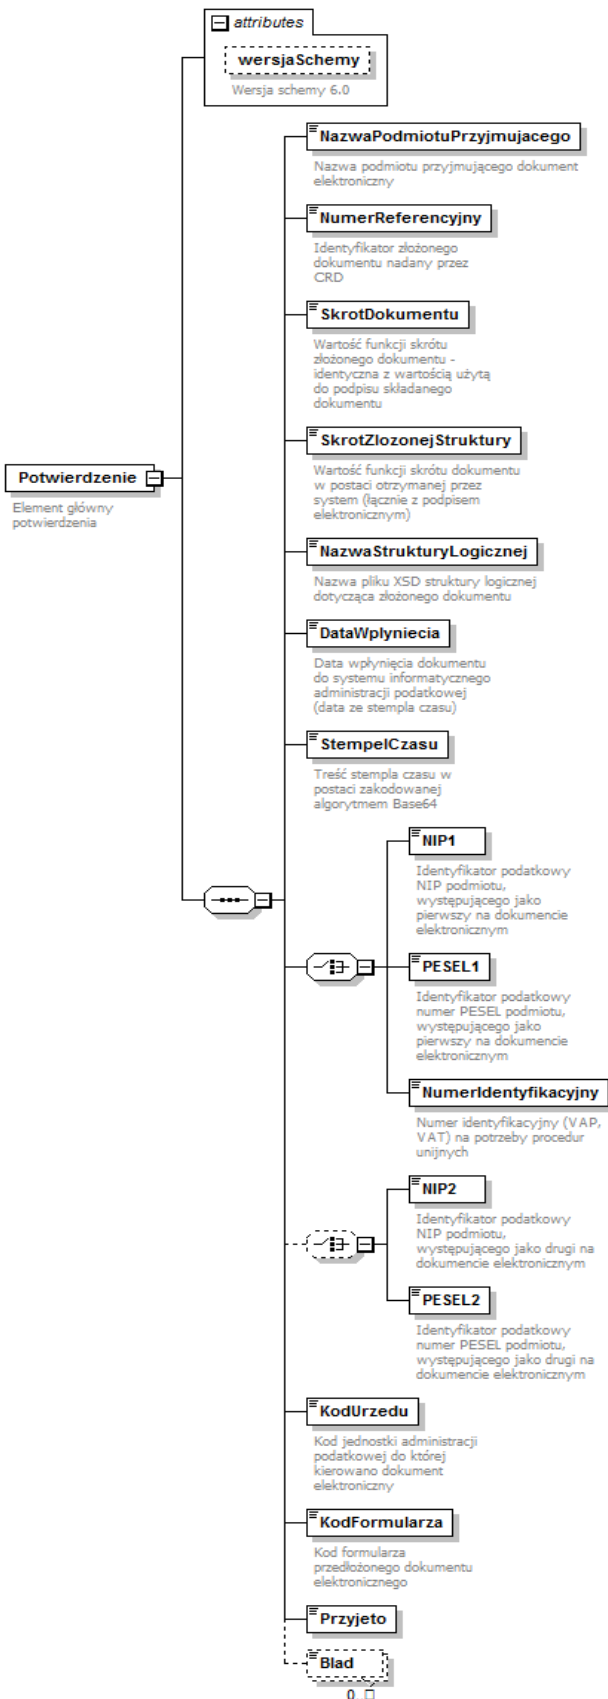 attributes
wersjaSchemy
Wersja schemy 6.0
NazwaPodmiotuPrzyjmujacego
Nazwa podmiotu przyjmującego dokument
elektroniczny
NumerReferencyjny
Identyfikator złożonego
dokumentu nadany przez
CRD
SkrotDokumentu
Wartość funkcji skrótu
złożonego dokumentu -
identyczna z wartością użytą
do podpisu składanego
dokumentu
SkrotZlozonejStruktury
Wartość funkcji skrótu dokumentu
w postaci otrzymanej przez
system (łącznie z podpisem
elektronicznym)
Potwierdzenie
Element główny
potwierdzenia
NazwaStrukturyLogicznej
Nazwa pliku XSD struktury logicznej
dotycząca złożonego dokumentu
DataWplyniecia
Data wpłynięcia dokumentu
do systemu informatycznego
administracji podatkowej
(data ze stempla czasu)
StempelCzasu
Treść stempla czasu w
postaci zakodowanej
algorytmem Base64
NIP1
Identyfikator podatkowy
NIP podmiotu,
występującego jako
pierwszy na dokumencie
elektronicznym
PESEL1
Identyfikator podatkowy
numer PESEL podmiotu,
występującego jako
pierwszy na dokumencie
elektronicznym
NumerIdentyfikacyjny
Numer identyfikacyjny (VAP,
VAT) na potrzeby procedur
unijnych
NIP2
Identyfikator podatkowy
NIP podmiotu,
występującego jako drugi na
dokumencie elektronicznym
PESEL2
Identyfikator podatkowy
numer PESEL podmiotu,
występującego jako drugi na
dokumencie elektronicznym
KodUrzedu
Kod jednostki administracji
podatkowej do której
kierowano dokument
elektroniczny
KodFormularza
Kod formularza
przedłożonego dokumentu
elektronicznego
Przyjeto
Blad
0..□